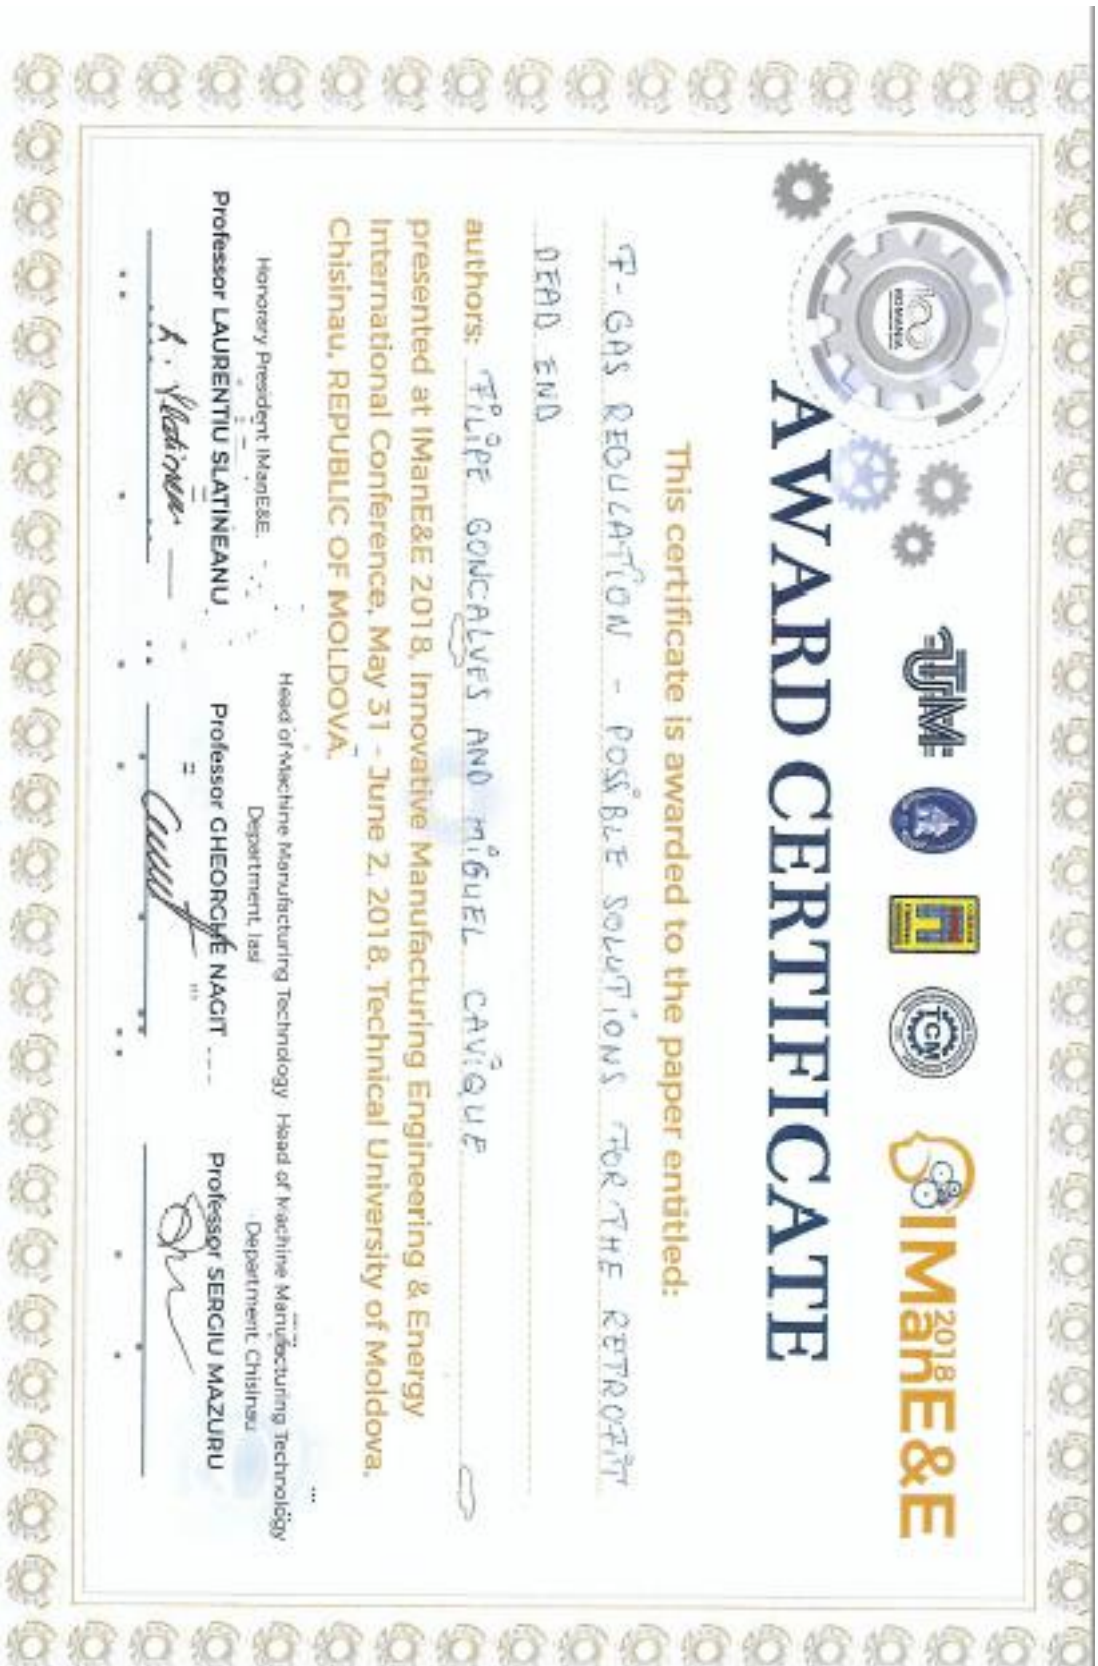 100
ROMANIA
UTM
TCM
2018
IManE&E
AWARD CERTIFICATE
This certificate is awarded to the paper entitled:
F-GAS REGULATION - POSSIBLE SOLUTIONS FOR THE RETROFIT
DEAD END
authors: FILIPE GONCALVES AND MIGUEL CAVIQUE
presented at IManE&E 2018, Innovative Manufacturing Engineering & Energy
International Conference, May 31 - June 2, 2018, Technical University of Moldova,
Chisinau, REPUBLIC OF MOLDOVA.
Honorary President IManE&E
Professor LAURENTIU SLATINEANU
Head of Machine Manufacturing Technology
Department, Iasi
Professor GHEORGHE NAGIT
Head of Machine Manufacturing Technology
Department, Chisinau
Professor SERGIU MAZURU